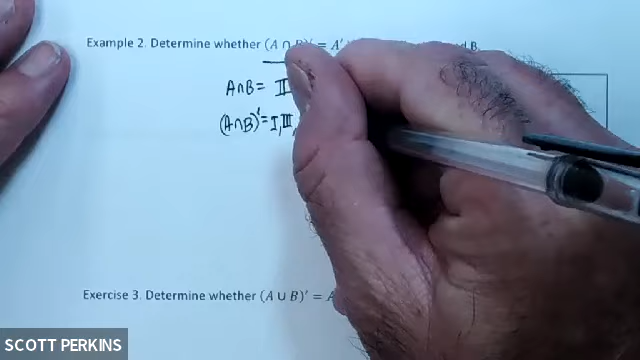 Example 2. Determine whether (A ∩ B)' = A' B.
A∩B = II
(A∩B)' = I, III,
Exercise 3. Determine whether (A ∪ B)' = A
SCOTT PERKINS